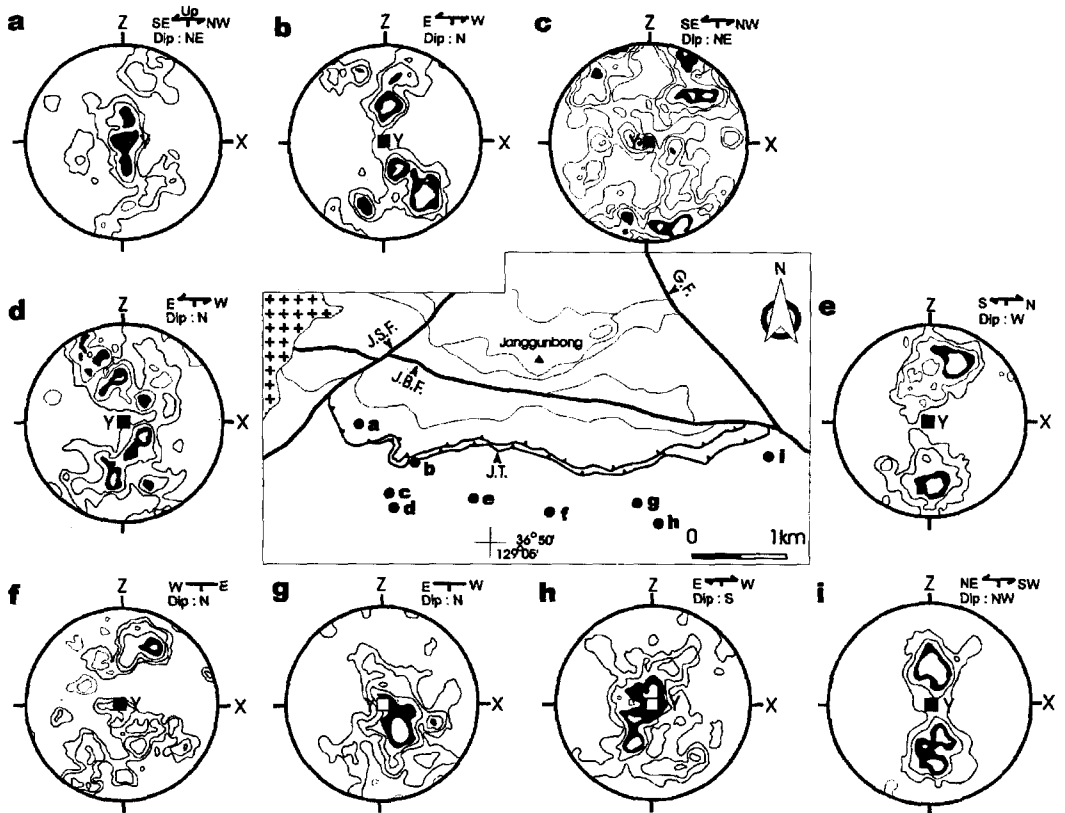 a
Up
SE NW
Dip : NE
Z
X
b
E W
Dip : N
Z
Y
X
c
SE NW
Dip : NE
Z
Y
X
d
E W
Dip : N
Z
Y
X
N
G.F.
Janggunbong
J.S.F.
J.B.F.
a
b
J.T.
i
c
d
e
f
g
h
36°50'
129°05'
0 1km
e
S N
Dip : W
Z
Y
X
f
W E
Dip : N
Z
Y
X
g
E W
Dip : N
Z
Y
X
h
E W
Dip : S
Z
Y
X
i
NE SW
Dip : NW
Z
Y
X